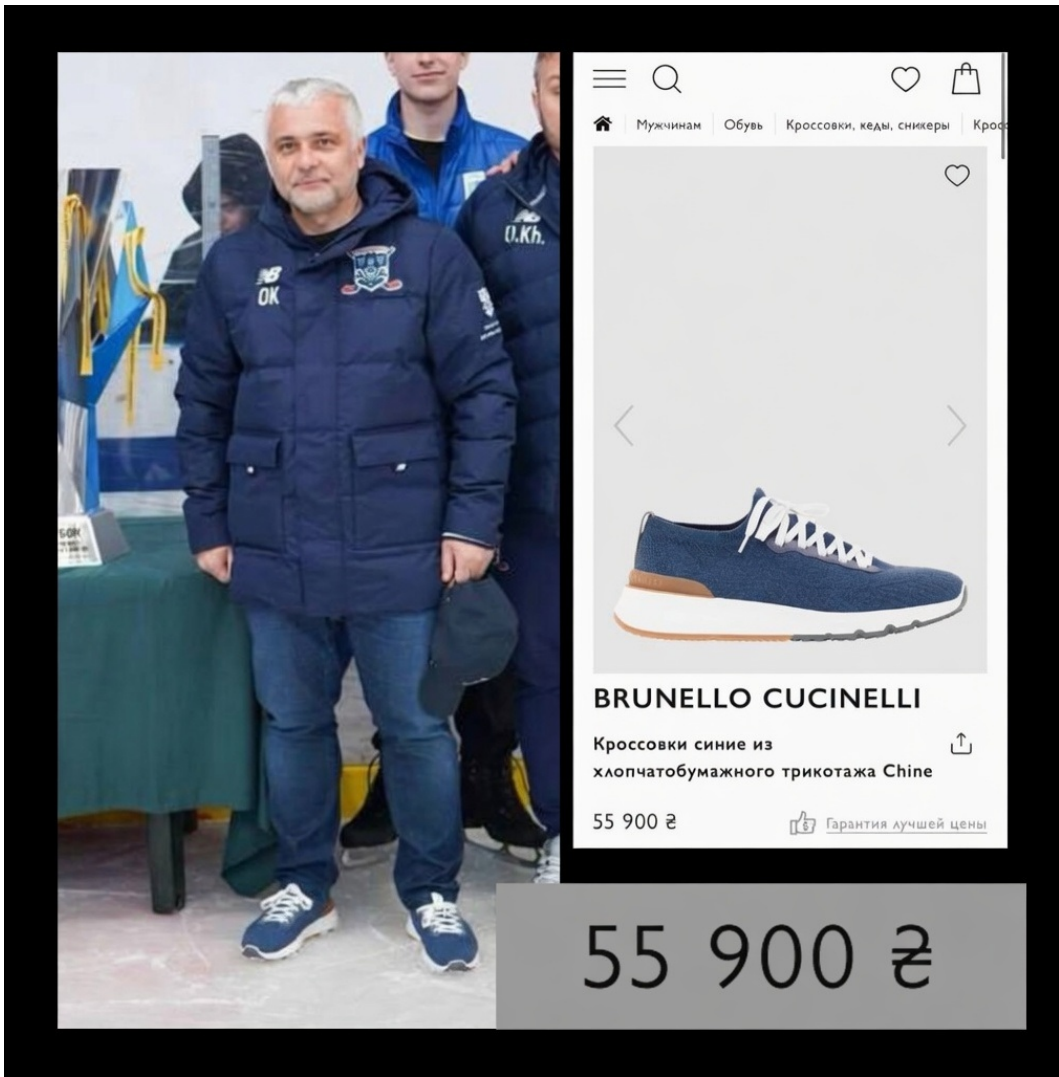 OK
O.Kh.
Мужчинам
Обувь
Кроссовки, кеды, сникеры
BRUNELLO CUCINELLI
Кроссовки синие из
хлопчатобумажного трикотажа Chine
55 900 ₴
Гарантия лучшей цены
55 900 ₴